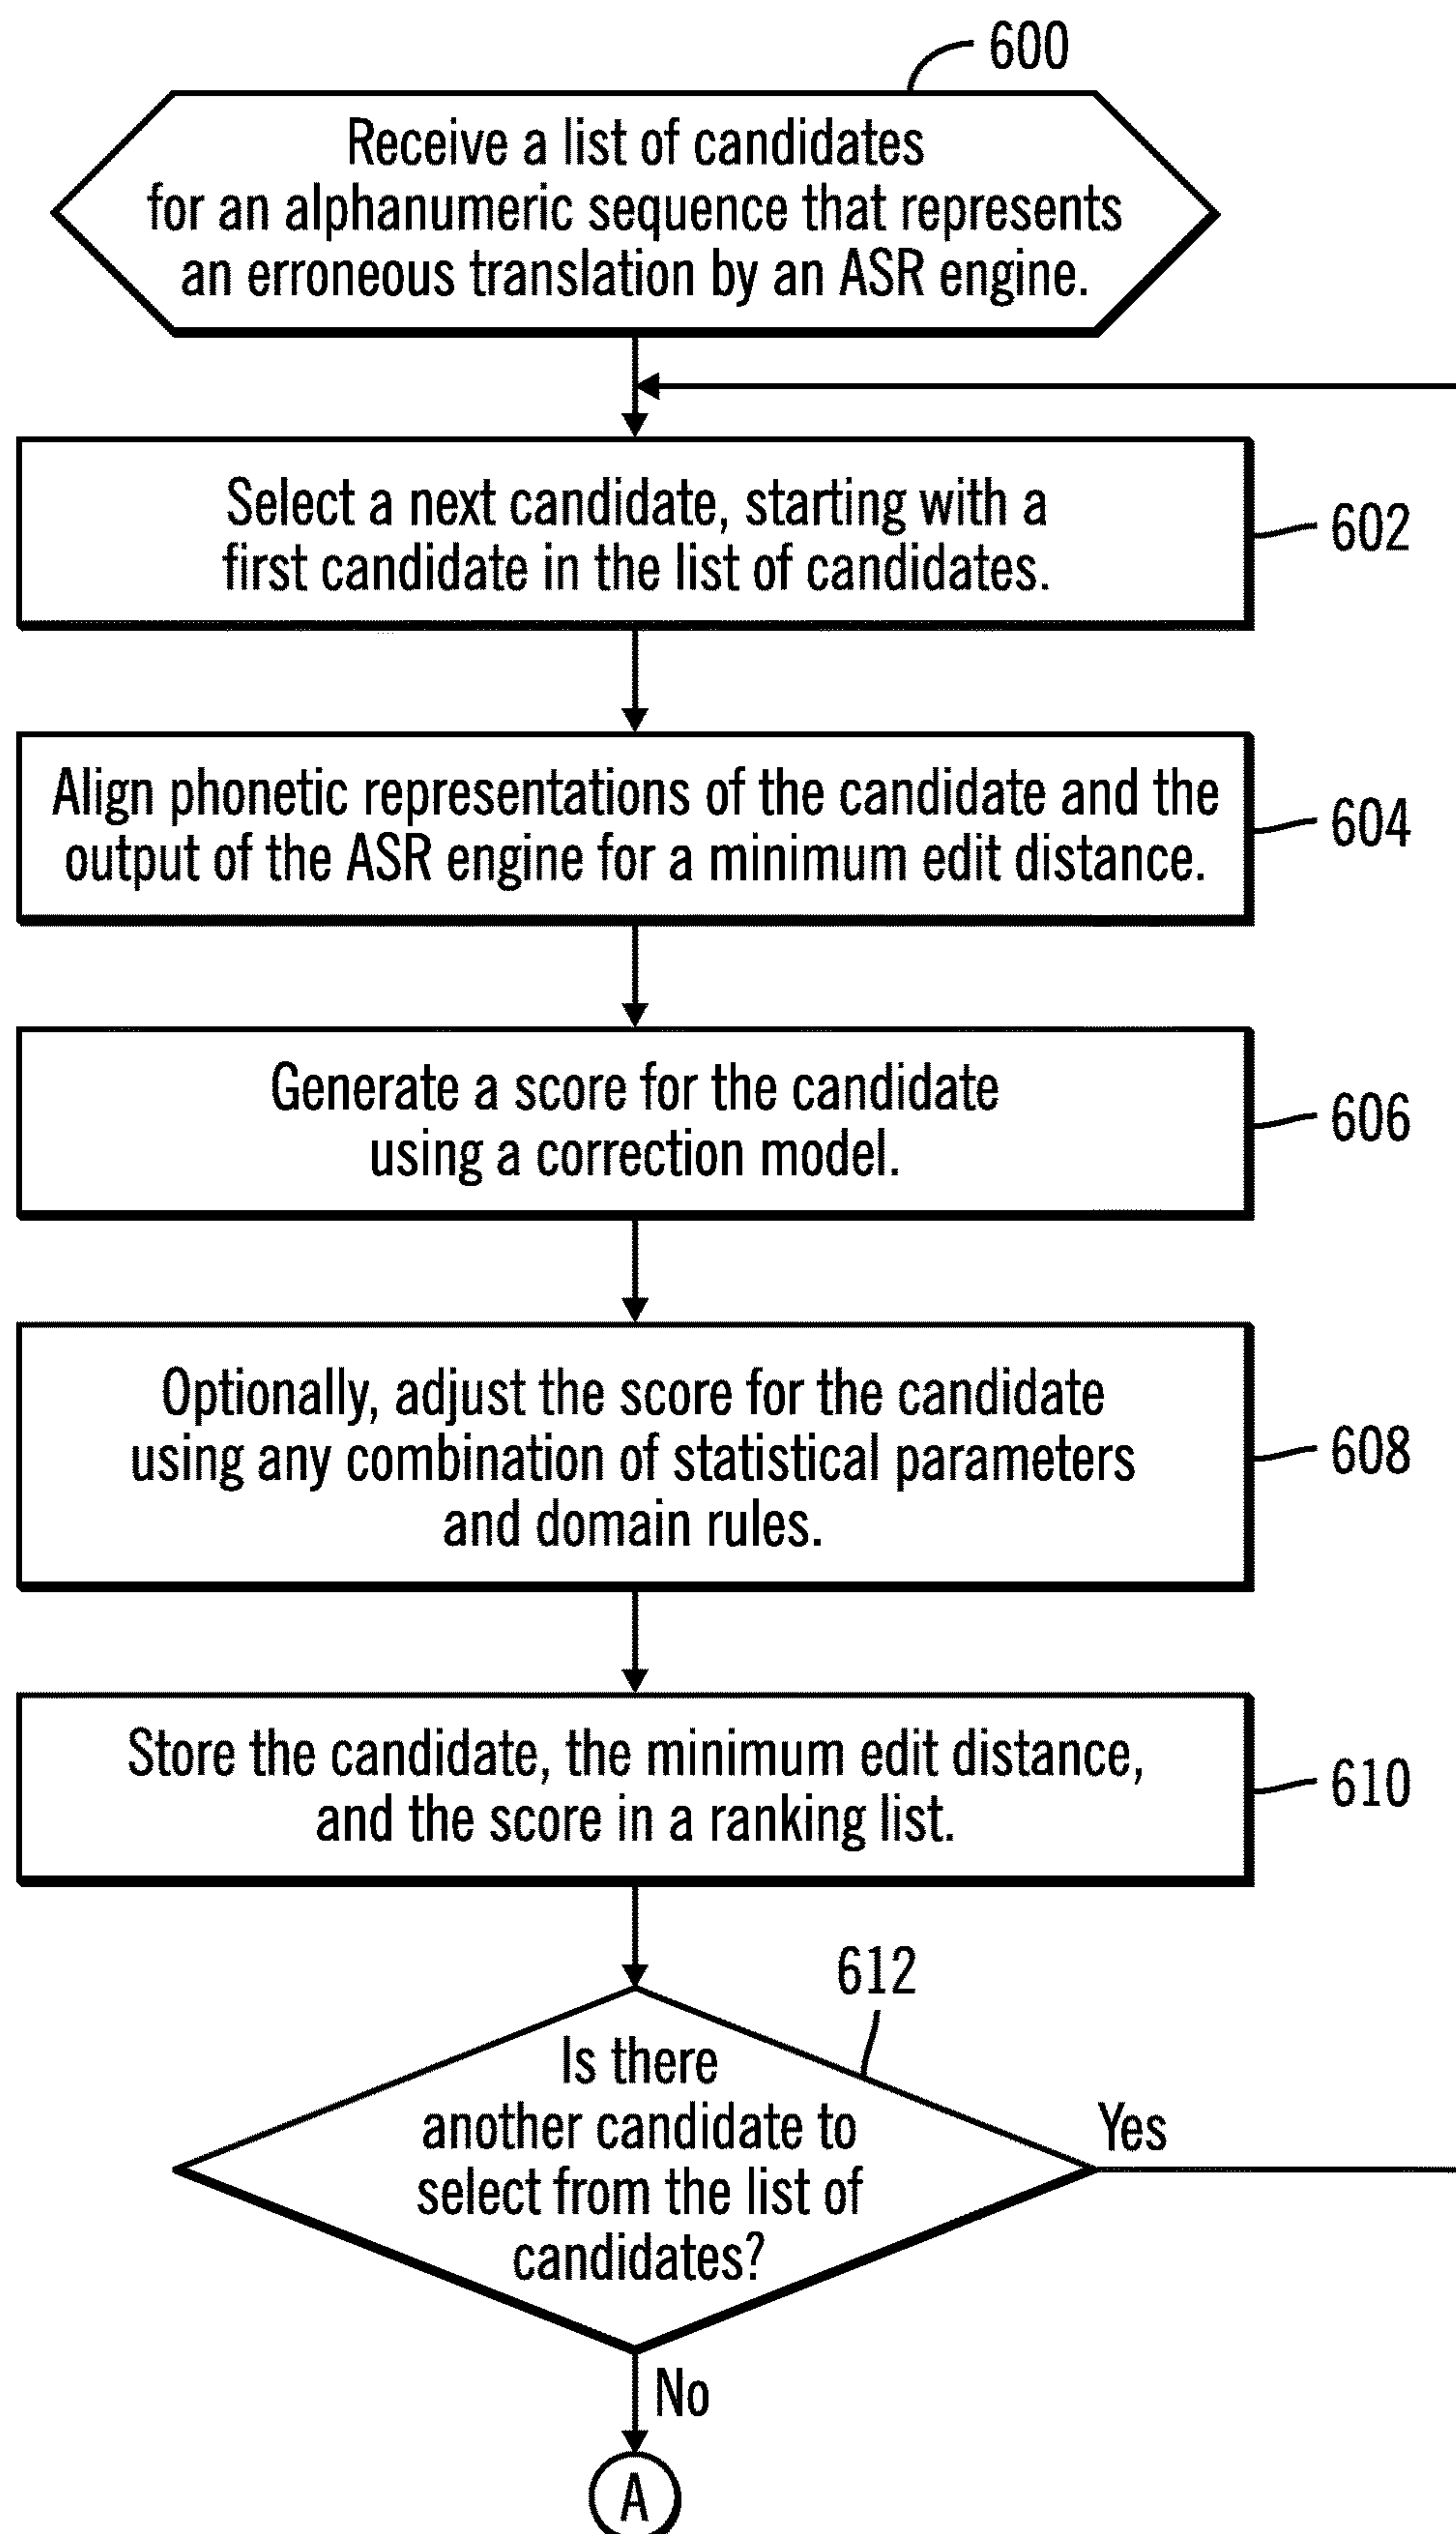 600
Receive a list of candidates
for an alphanumeric sequence that represents
an erroneous translation by an ASR engine.
Select a next candidate, starting with a
first candidate in the list of candidates.
602
Align phonetic representations of the candidate and the
output of the ASR engine for a minimum edit distance.
604
Generate a score for the candidate
using a correction model.
606
Optionally, adjust the score for the candidate
using any combination of statistical parameters
and domain rules.
608
Store the candidate, the minimum edit distance,
and the score in a ranking list.
610
612
Is there
another candidate to
select from the list of
candidates?
Yes
No
A